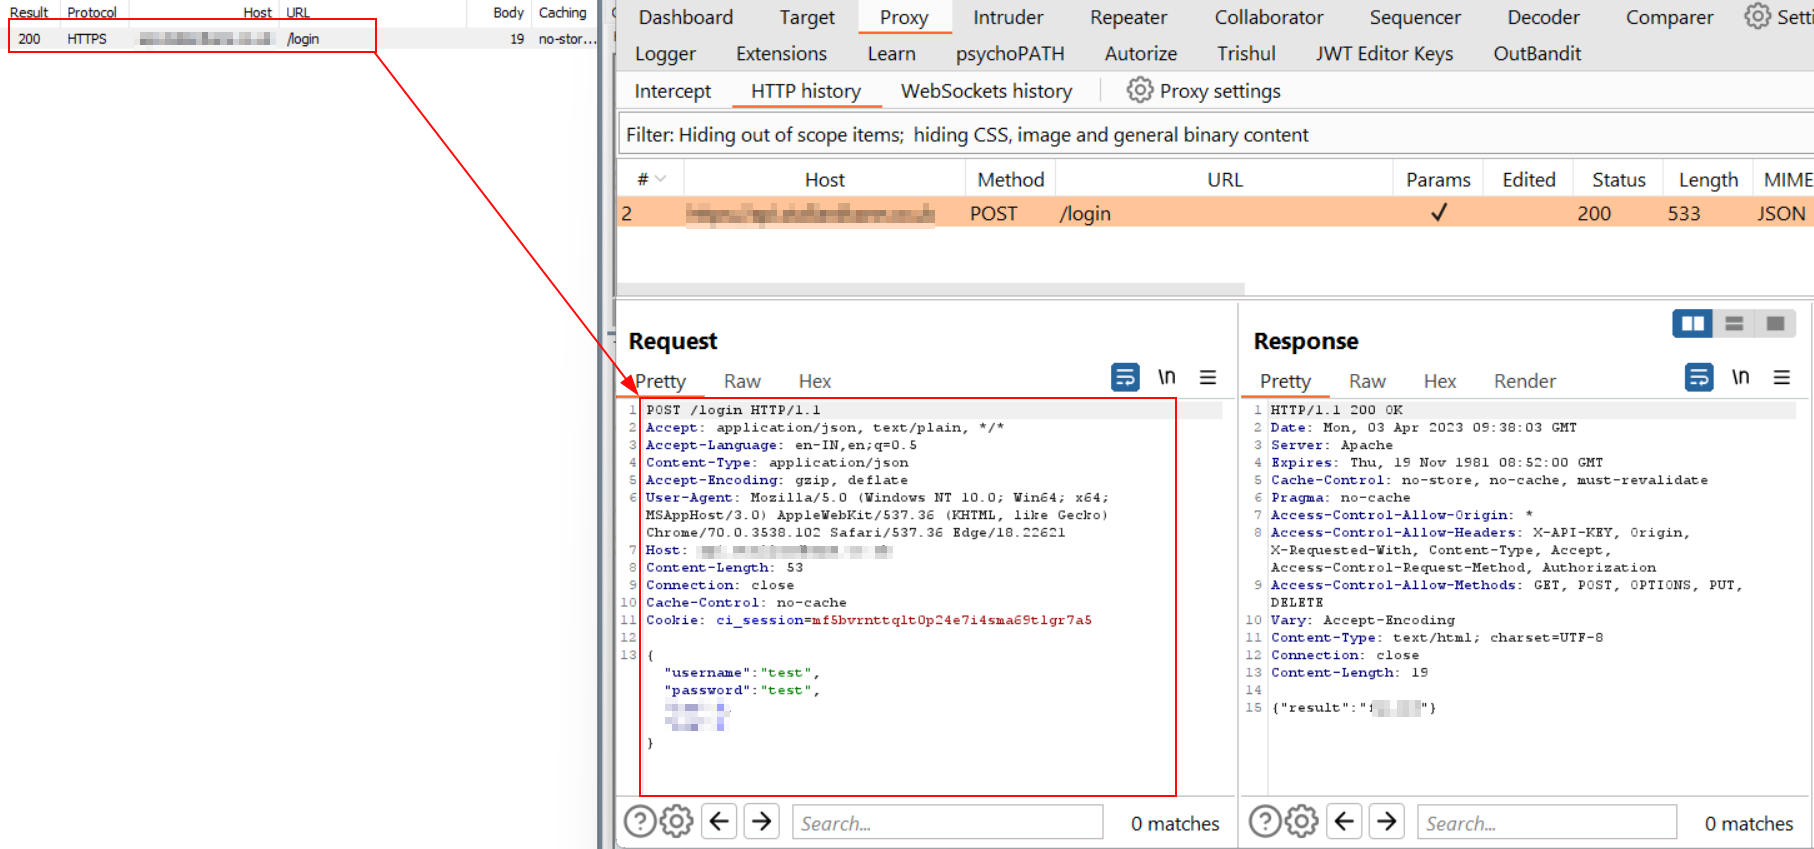 Result Protocol Host URL Body Caching
200 HTTPS /login 19 no-stor...
Dashboard Target Proxy Intruder Repeater Collaborator Sequencer Decoder Comparer
Logger Extensions Learn psychoPATH Autorize Trishul JWT Editor Keys OutBandit
Intercept HTTP history WebSockets history Proxy settings
Filter: Hiding out of scope items; hiding CSS, image and general binary content
# Host Method URL Params Edited Status Length MIME
2 POST /login ✓ 200 533 JSON
Request
Pretty Raw Hex \n
1 POST /login HTTP/1.1
2 Accept: application/json, text/plain, */*
3 Accept-Language: en-IN,en;q=0.5
4 Content-Type: application/json
5 Accept-Encoding: gzip, deflate
6 User-Agent: Mozilla/5.0 (Windows NT 10.0; Win64; x64;
MSAppHost/3.0) AppleWebKit/537.36 (KHTML, like Gecko)
Chrome/70.0.3538.102 Safari/537.36 Edge/18.22621
7 Host:
8 Content-Length: 53
9 Connection: close
10 Cache-Control: no-cache
11 Cookie: ci_session=mf5bvrnttqlt0p24e7i4sma69tlgr7a5
12
13 {
"username":"test",
"password":"test",
}
Search...
0 matches
Response
Pretty Raw Hex Render \n
1 HTTP/1.1 200 OK
2 Date: Mon, 03 Apr 2023 09:38:03 GMT
3 Server: Apache
4 Expires: Thu, 19 Nov 1981 08:52:00 GMT
5 Cache-Control: no-store, no-cache, must-revalidate
6 Pragma: no-cache
7 Access-Control-Allow-Origin: *
8 Access-Control-Allow-Headers: X-API-KEY, Origin,
X-Requested-With, Content-Type, Accept,
Access-Control-Request-Method, Authorization
9 Access-Control-Allow-Methods: GET, POST, OPTIONS, PUT,
DELETE
10 Vary: Accept-Encoding
11 Content-Type: text/html; charset=UTF-8
12 Connection: close
13 Content-Length: 19
14
15 {"result":" "}
Search...
0 matches